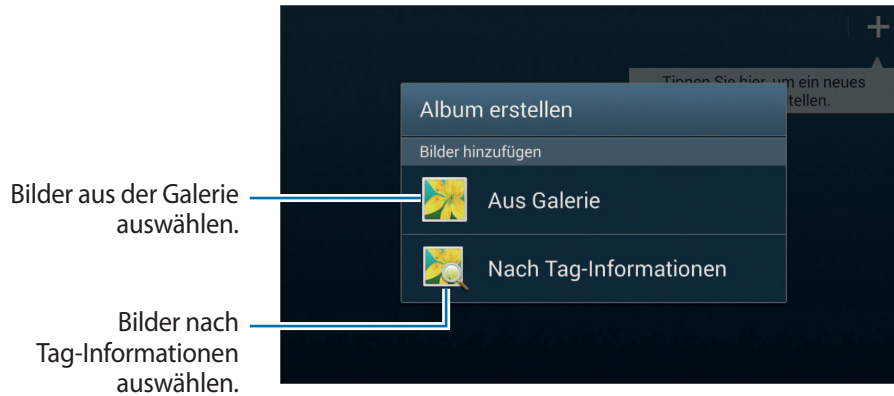 Tippen Sie hier, um ein neues
tellen.
Album erstellen
Bilder hinzufügen
Bilder aus der Galerie
auswählen.
Aus Galerie
Nach Tag-Informationen
Bilder nach
Tag-Informationen
auswählen.